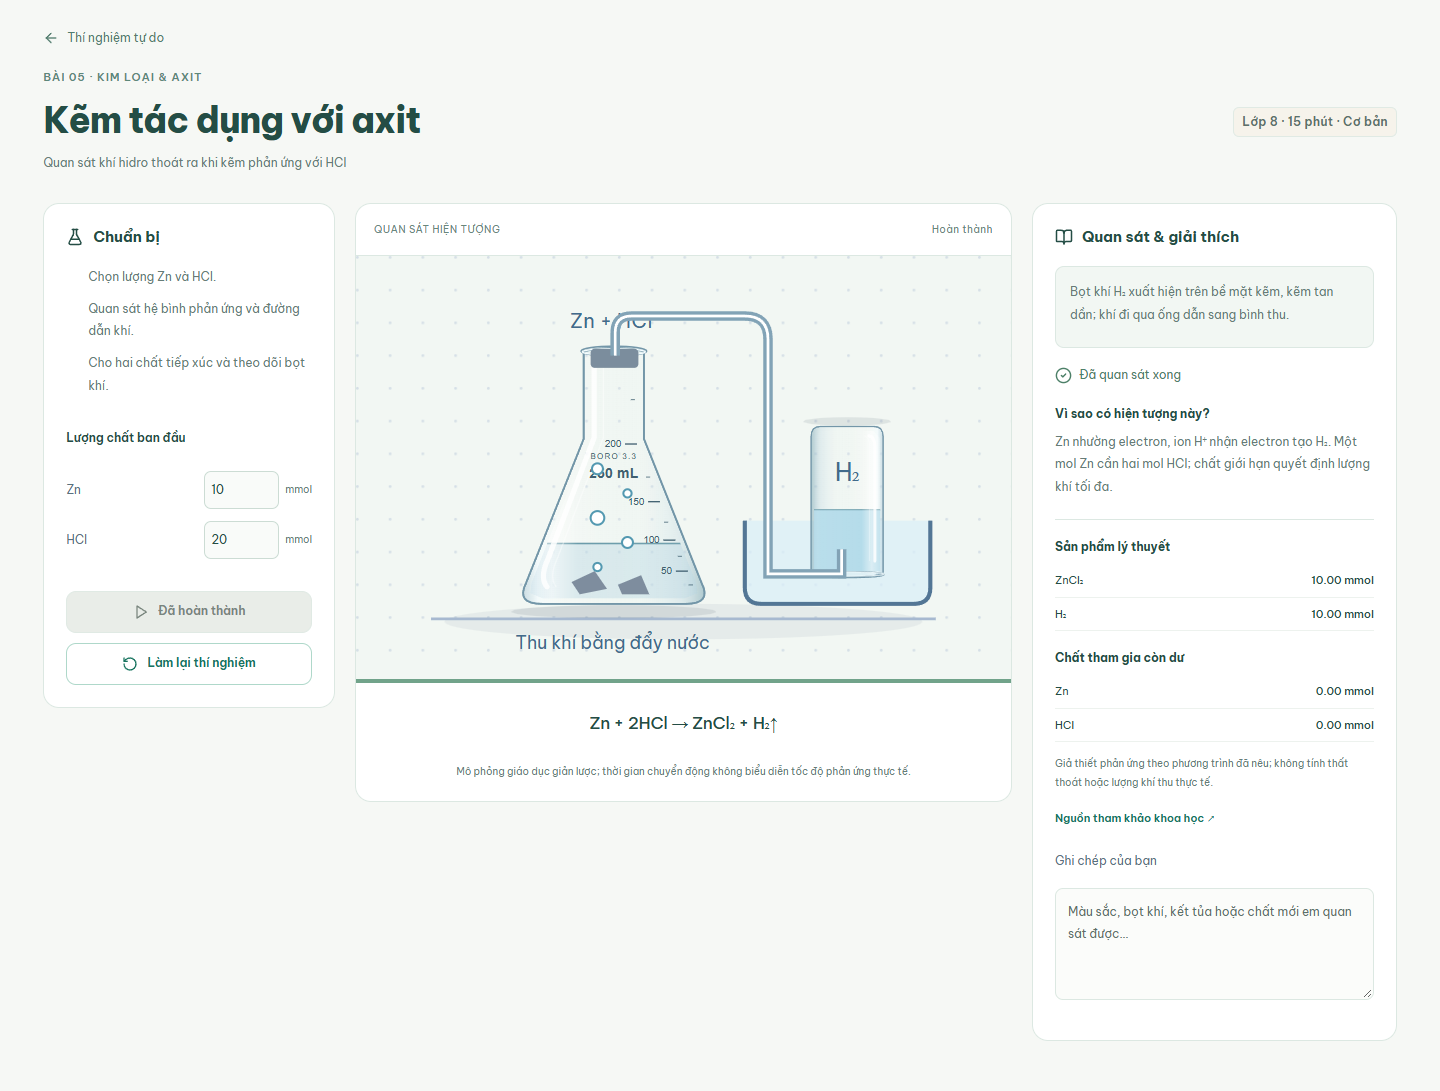 Thí nghiệm tự do
BÀI 05 · KIM LOẠI & AXIT
Kẽm tác dụng với axit
Lớp 8 · 15 phút · Cơ bản
Quan sát khí hidro thoát ra khi kẽm phản ứng với HCl
Chuẩn bị
Chọn lượng Zn và HCl.
Quan sát hệ bình phản ứng và đường
dẫn khí.
Cho hai chất tiếp xúc và theo dõi bọt
khí.
Lượng chất ban đầu
Zn 10 mmol
HCl 20 mmol
Đã hoàn thành
Làm lại thí nghiệm
QUAN SÁT HIỆN TƯỢNG
Hoàn thành
Zn + HCl
200
BORO 3.3
250 mL
150
100
50
H₂
Thu khí bằng đẩy nước
Zn + 2HCl → ZnCl₂ + H₂↑
Mô phỏng giáo dục giản lược; thời gian chuyển động không biểu diễn tốc độ phản ứng thực tế.
Quan sát & giải thích
Bọt khí H₂ xuất hiện trên bề mặt kẽm, kẽm tan
dần; khí đi qua ống dẫn sang bình thu.
Đã quan sát xong
Vì sao có hiện tượng này?
Zn nhường electron, ion H⁺ nhận electron tạo H₂. Một
mol Zn cần hai mol HCl; chất giới hạn quyết định lượng
khí tối đa.
Sản phẩm lý thuyết
ZnCl₂ 10.00 mmol
H₂ 10.00 mmol
Chất tham gia còn dư
Zn 0.00 mmol
HCl 0.00 mmol
Giả thiết phản ứng theo phương trình đã nêu; không tính thất
thoát hoặc lượng khí thu thực tế.
Nguồn tham khảo khoa học ↗
Ghi chép của bạn
Màu sắc, bọt khí, kết tủa hoặc chất mới em quan
sát được...